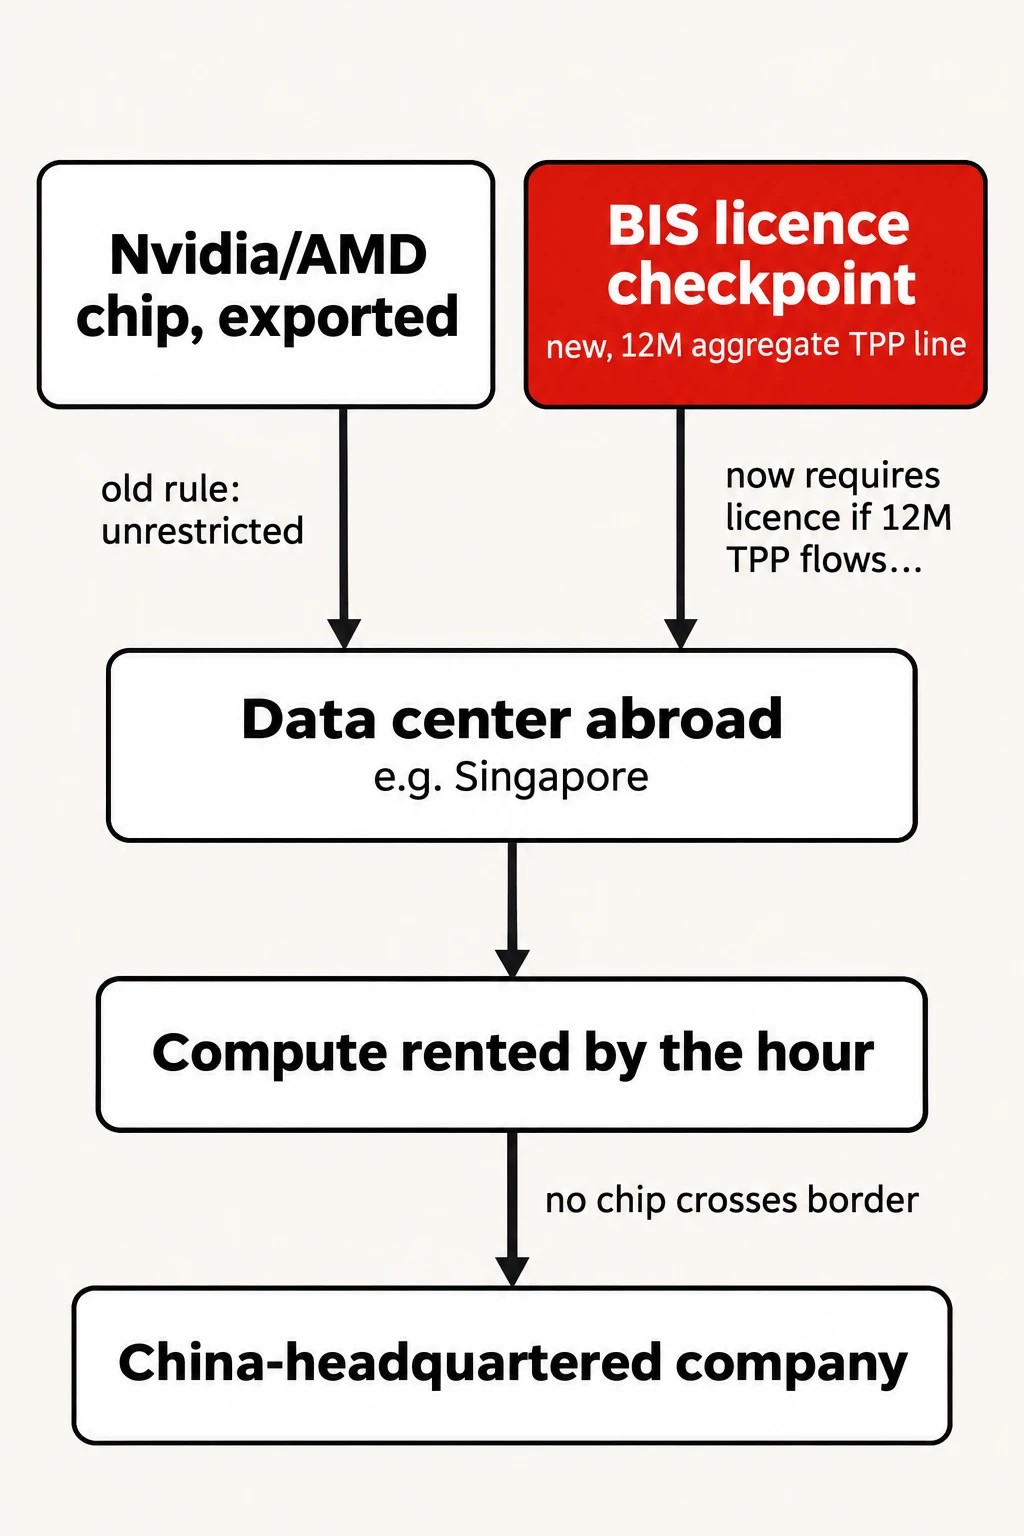 Nvidia/AMD
chip, exported
BIS licence
checkpoint
new, 12M aggregate TPP line
old rule:
unrestricted
now requires
licence if 12M
TPP flows...
Data center abroad
e.g. Singapore
Compute rented by the hour
no chip crosses border
China-headquartered company